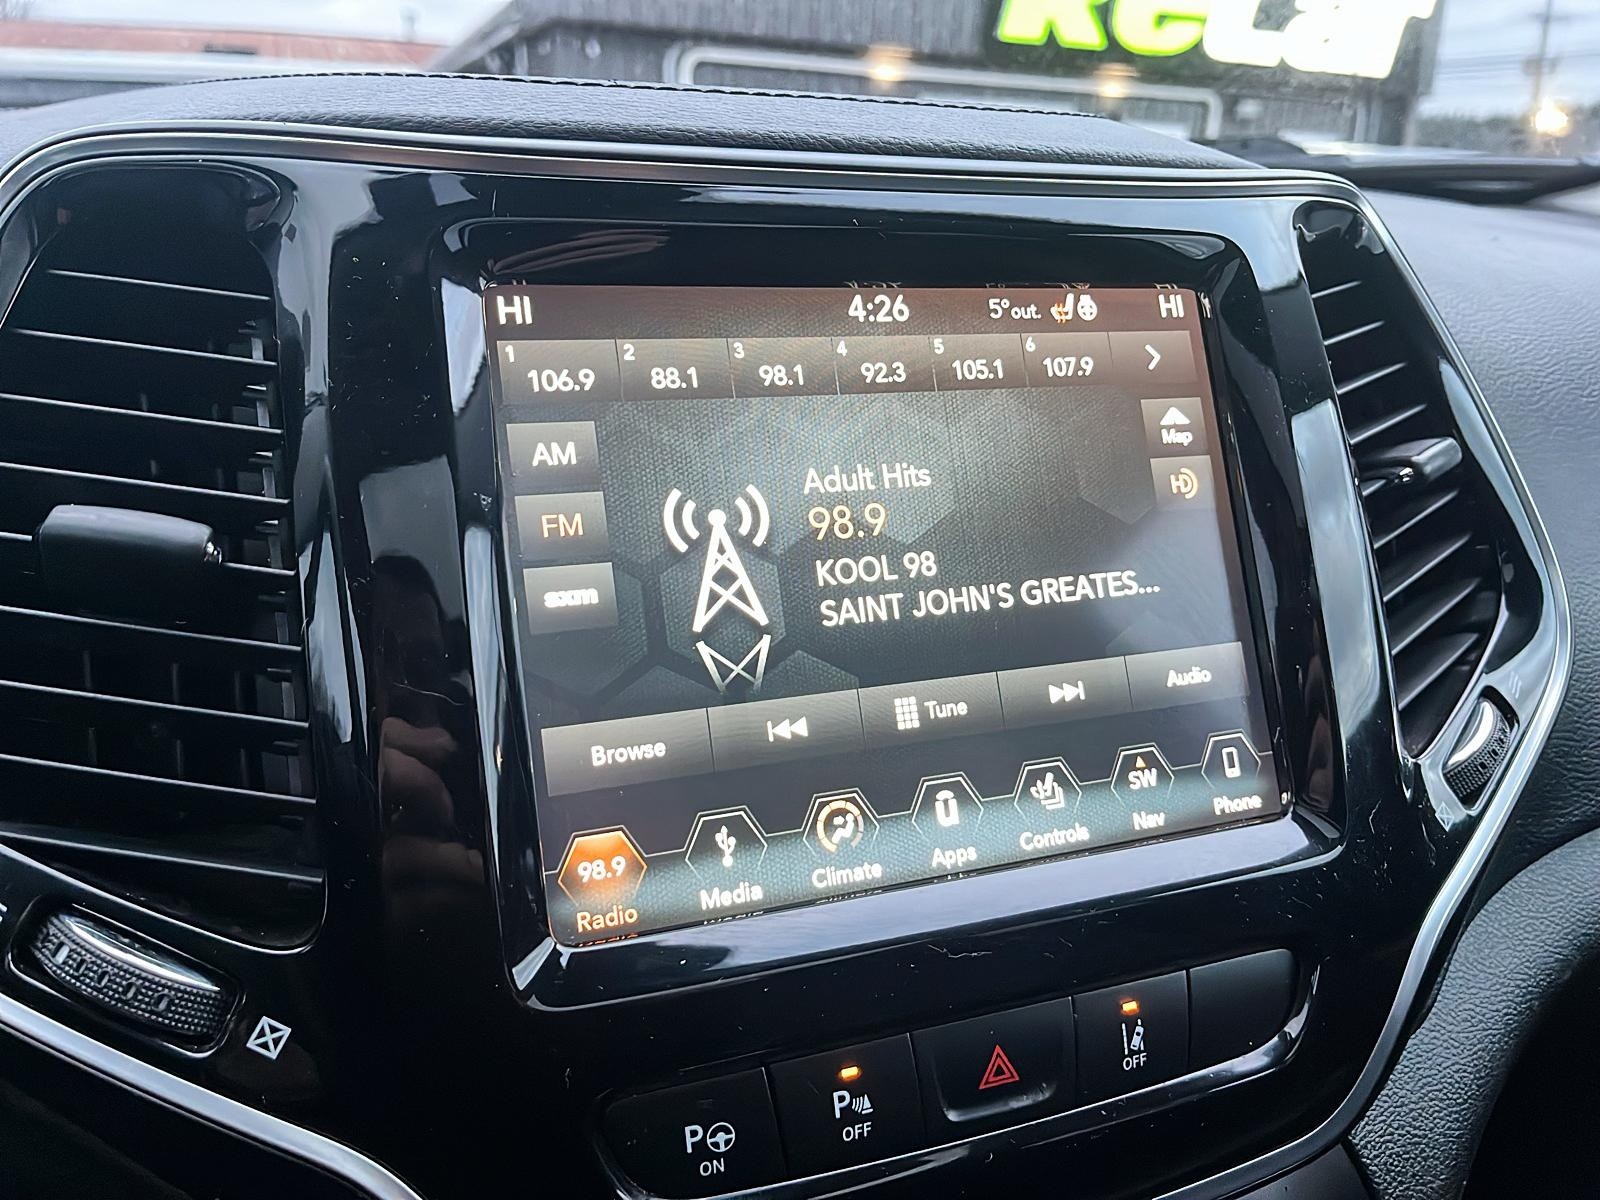 ReCar
HI 4:26 5° out. HI
1 2 3 4 5 6
106.9 88.1 98.1 92.3 105.1 107.9
Map
AM
HD
Adult Hits
98.9
FM
KOOL 98
SAINT JOHN'S GREATES...
sxm
Browse Tune Audio
98.9 SW
Radio Media Climate Apps Controls Nav Phone
P ON
P OFF
OFF